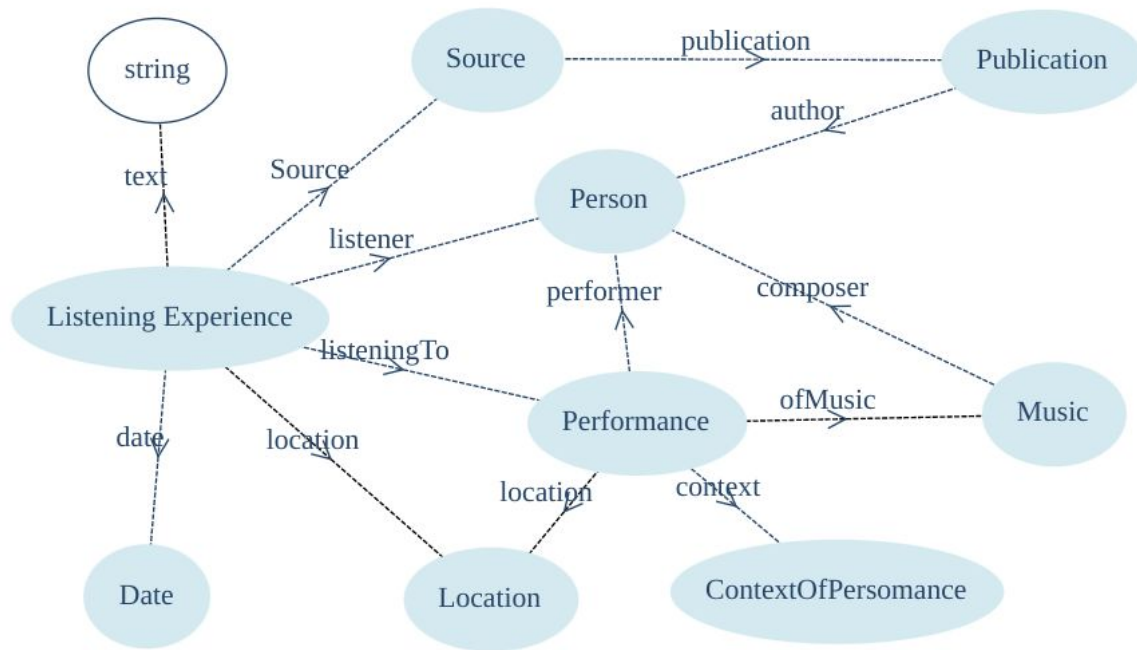 string
Source
publication
Publication
author
text
Source
Person
listener
Listening Experience
performer
composer
listeningTo
ofMusic
Performance
Music
date
location
location
context
Date
Location
ContextOfPersomance